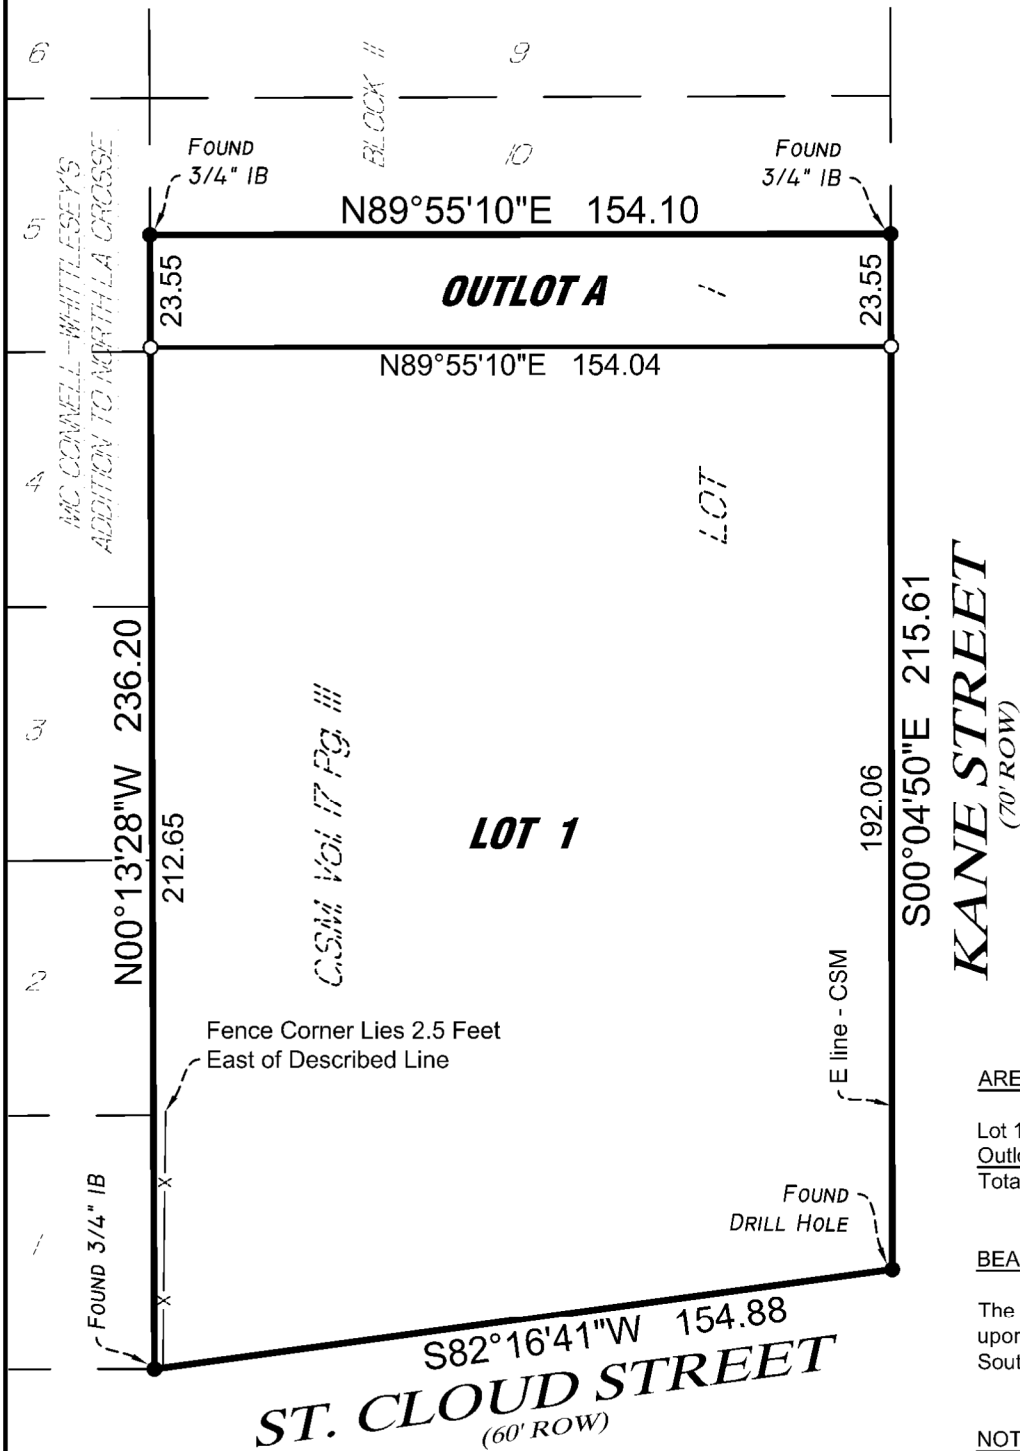 6
BLOCK 11
9
FOUND
3/4" IB
10
FOUND
3/4" IB
5
MC CONNELL - WHITTLESEY'S
ADDITION TO NORTH LA CROSSE
N89°55'10"E 154.10
23.55
OUTLOT A
1
23.55
N89°55'10"E 154.04
4
LOT
N00°13'28"W 236.20
212.65
3
C.S.M. Vol. 17 Pg. 111
LOT 1
192.06
S00°04'50"E 215.61
KANE STREET
(70' ROW)
2
Fence Corner Lies 2.5 Feet
East of Described Line
E line - CSM
ARE
Lot 1
Outlo
Tota
FOUND 3/4" IB
X
X
FOUND
DRILL HOLE
1
BEA
The
upor
Sout
S82°16'41"W 154.88
ST. CLOUD STREET
(60' ROW)
NOT